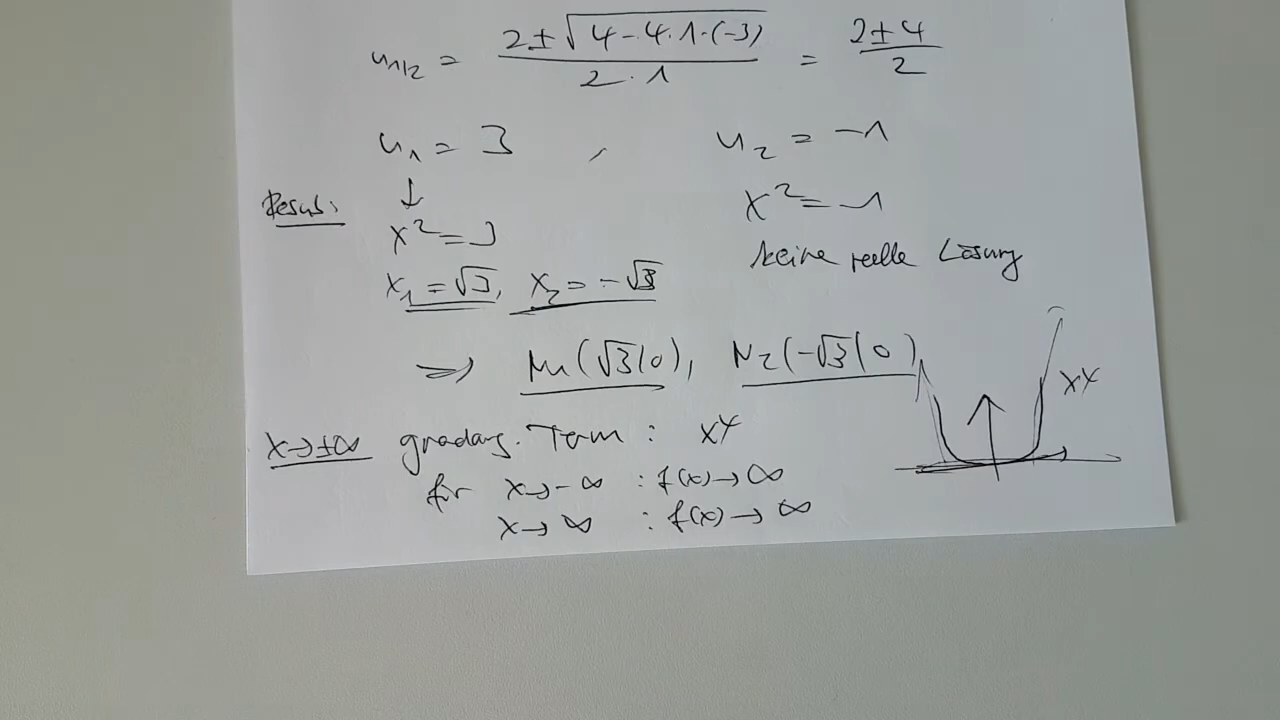 u₁/₂ = (2 ± √(4 - 4·1·(-3))) / (2·1) = (2 ± 4) / 2
u₁ = 3 , u₂ = -1
↓
Resub: x² = 3 x² = -1
x₁ = √3, x₂ = -√3 keine reelle Lösung
⇒ N₁(√3|0), N₂(-√3|0)
x→±∞ gradäng. Term : x⁴
für x→-∞ : f(x)→∞
x→∞ : f(x)→∞
x⁴